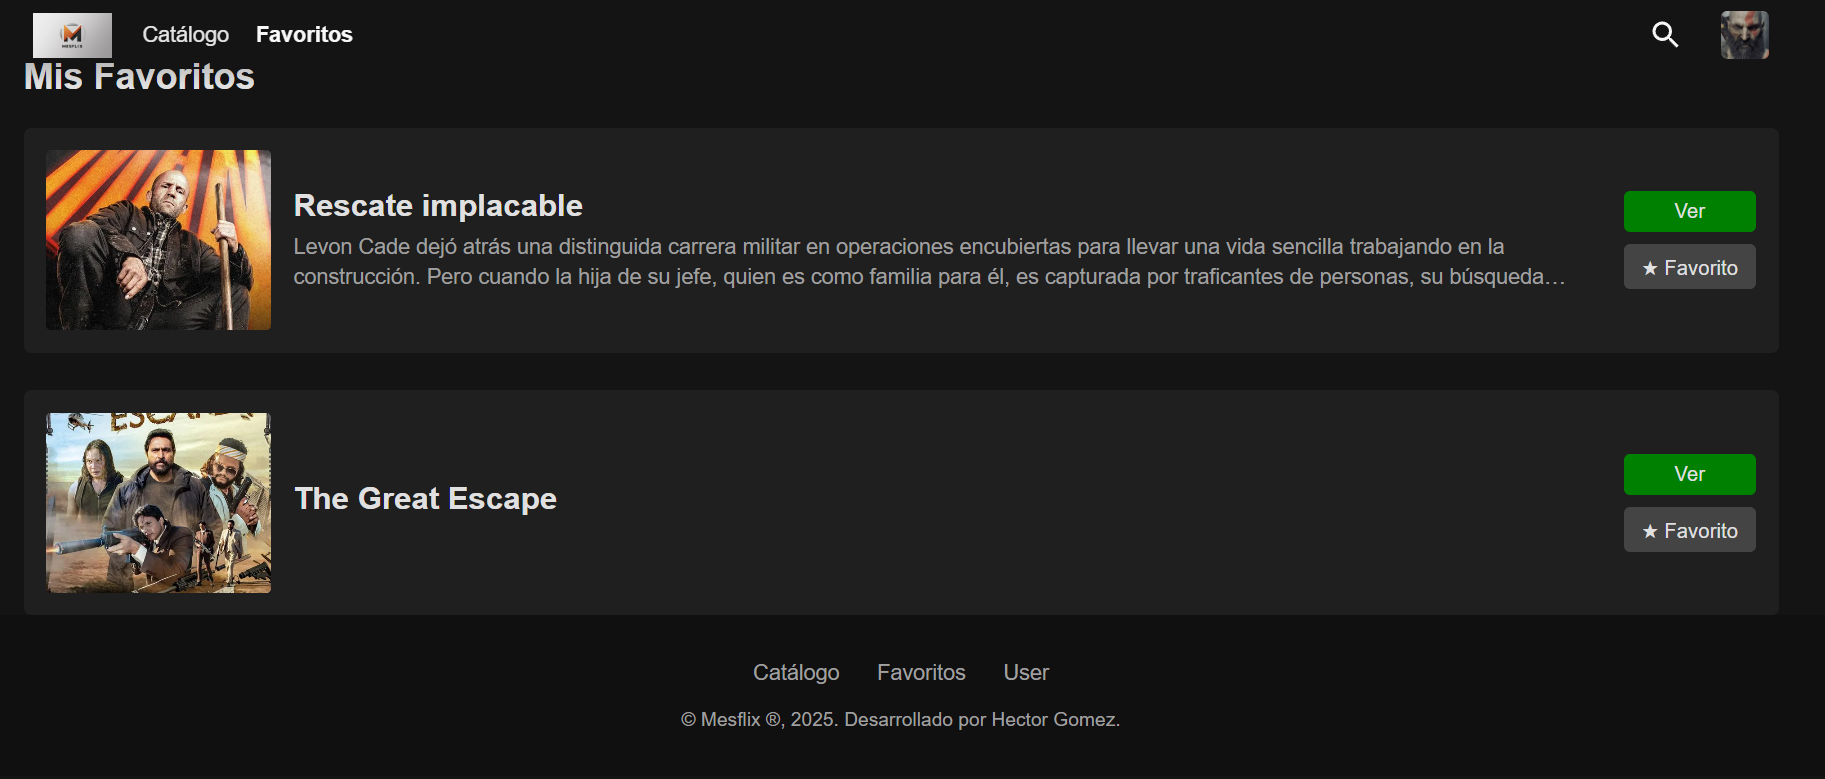 MESFLIX
Catálogo
Favoritos
Mis Favoritos
Rescate implacable
Levon Cade dejó atrás una distinguida carrera militar en operaciones encubiertas para llevar una vida sencilla trabajando en la
construcción. Pero cuando la hija de su jefe, quien es como familia para él, es capturada por traficantes de personas, su búsqueda…
Ver
★ Favorito
The Great Escape
Ver
★ Favorito
Catálogo
Favoritos
User
© Mesflix ®, 2025. Desarrollado por Hector Gomez.